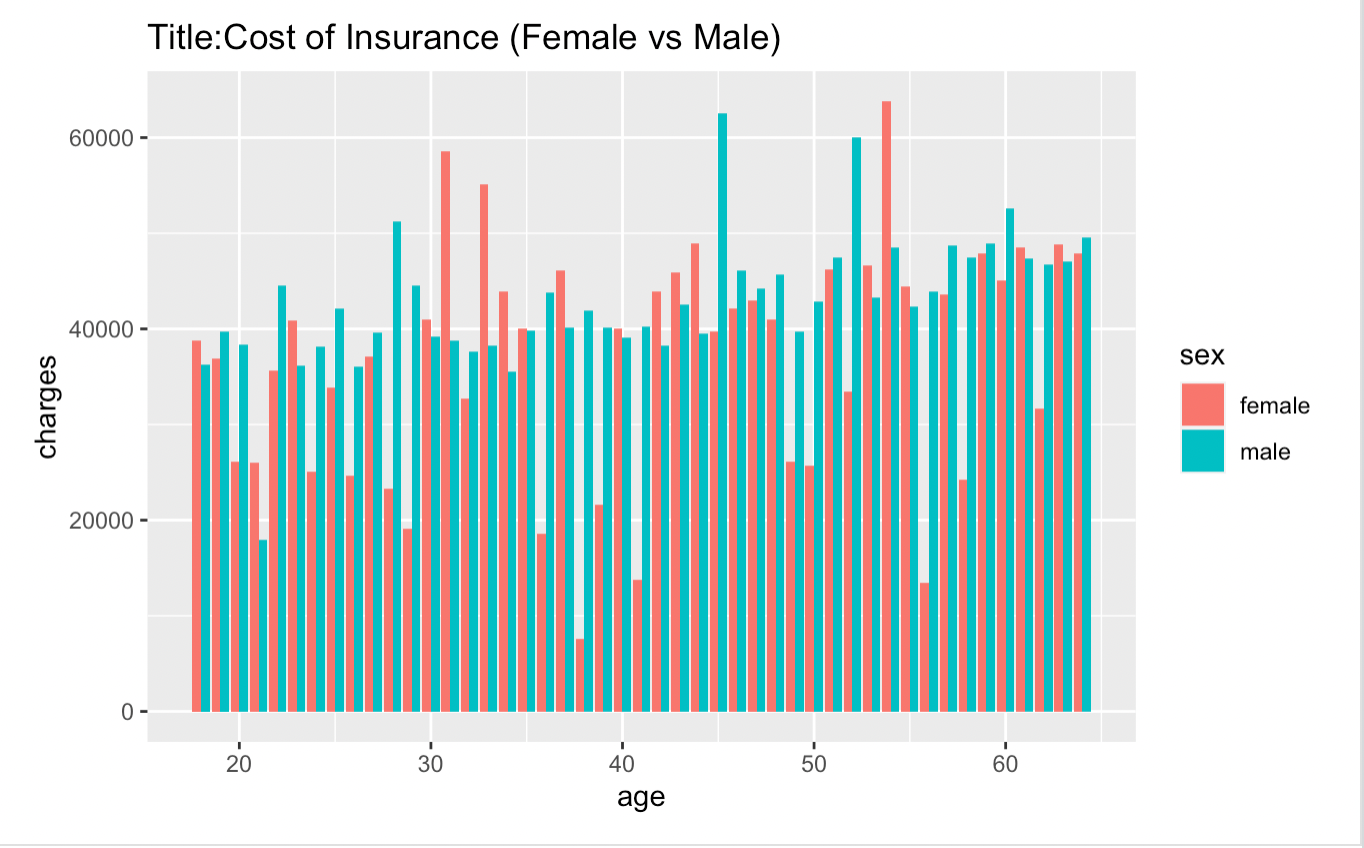 Title:Cost of Insurance (Female vs Male)
60000
40000
20000
0
charges
20 30 40 50 60
age
sex
female
male